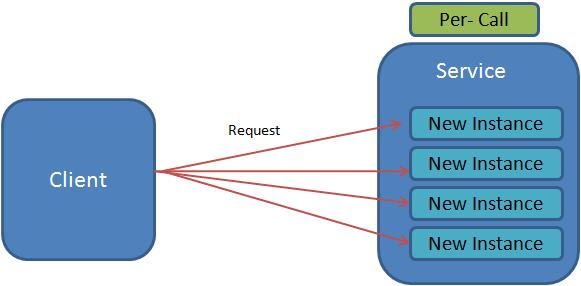 Per- Call
Service
Request
New Instance
New Instance
Client
New Instance
New Instance